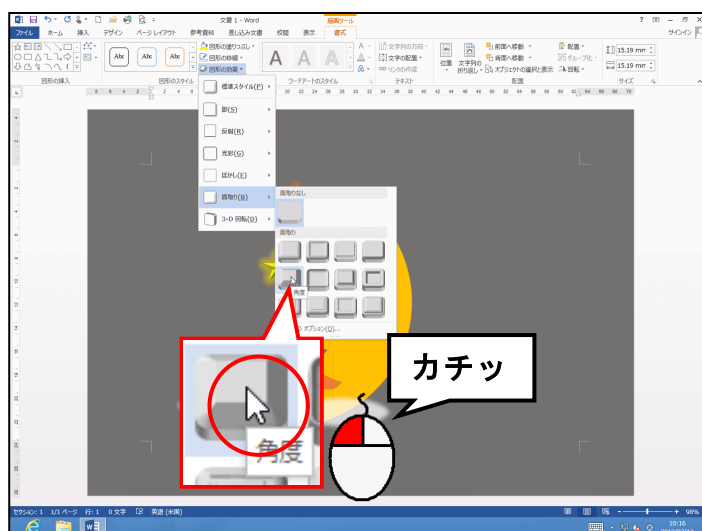 文書 1 - Word
描画ツール
サインイン
ファイル ホーム 挿入 デザイン ページ レイアウト 参考資料 差し込み文書 校閲 表示 書式
図形の塗りつぶし
図形の枠線
図形の効果
Abc Abc Abc
A A A
文字列の方向
文字の配置
リンクの作成
位置 文字列の折り返し
前面へ移動
背面へ移動
オブジェクトの選択と表示
配置
グループ化
回転
15.19 mm
15.19 mm
図形の挿入 図形のスタイル ワードアートのスタイル テキスト 配置 サイズ
標準スタイル(P)
影(S)
反射(R)
光彩(G)
ぼかし(E)
面取り(B)
3-D 回転(D)
面取りなし
面取り
角度
オプション(O)...
カチッ
角度
セクション: 1 1/1 ページ 行: 1 0 文字 英語 (米国)
98%
10:16